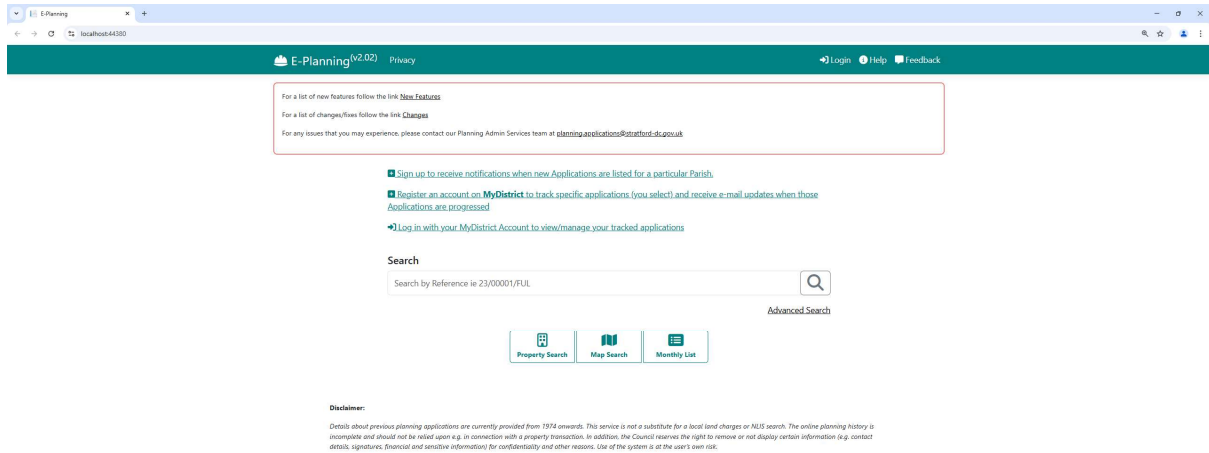 E-Planning
localhost:44380
E-Planning(v2.02) Privacy Login Help Feedback
For a list of new features follow the link New Features
For a list of changes/fixes follow the link Changes
For any issues that you may experience, please contact our Planning Admin Services team at planning.applications@stratford-dc.gov.uk
Sign up to receive notifications when new Applications are listed for a particular Parish.
Register an account on MyDistrict to track specific applications (you select) and receive e-mail updates when those
Applications are progressed
Log in with your MyDistrict Account to view/manage your tracked applications
Search
Search by Reference ie 23/00001/FUL
Advanced Search
Property Search Map Search Monthly List
Disclaimer:
Details about previous planning applications are currently provided from 1974 onwards. This service is not a substitute for a local land charges or NLIS search. The online planning history is
incomplete and should not be relied upon e.g. in connection with a property transaction. In addition, the Council reserves the right to remove or not display certain information (e.g. contact
details, signatures, financial and sensitive information) for confidentiality and other reasons. Use of the system is at the user's own risk.